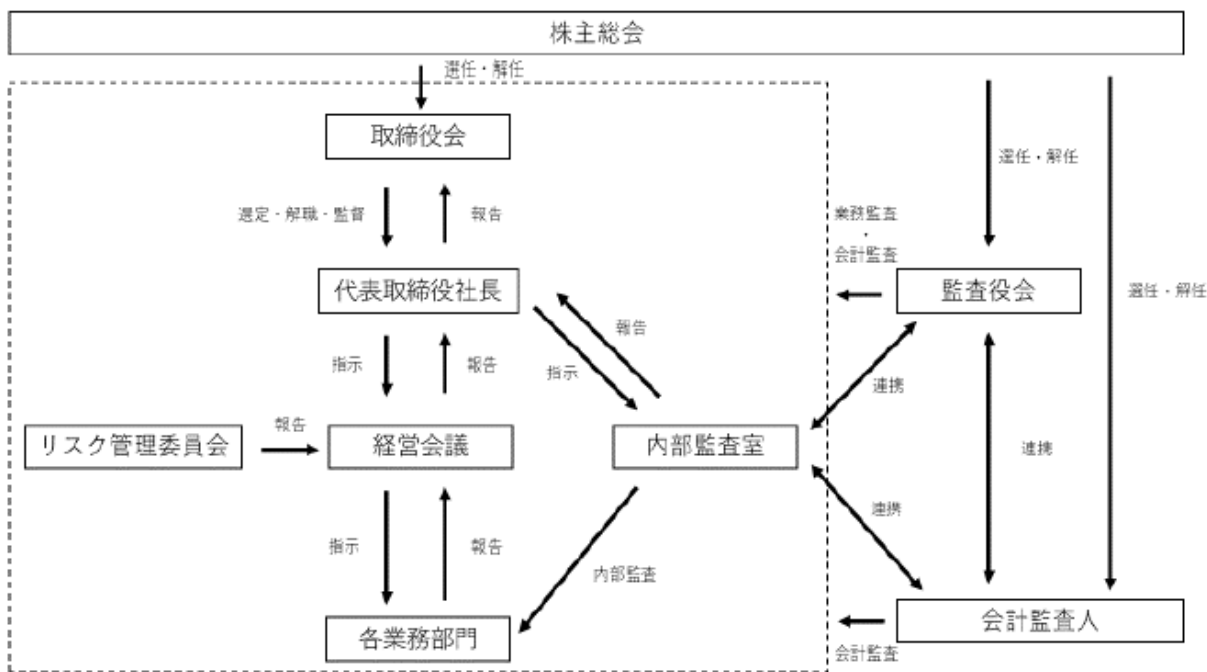 株主総会
選任・解任
取締役会
選任・解任
選定・解職・監督
報告
業務監査
・
会計監査
代表取締役社長
監査役会
選任・解任
報告
指示
報告
指示
連携
報告
リスク管理委員会
経営会議
内部監査室
連携
連携
指示
報告
内部監査
各業務部門
会計監査人
会計監査